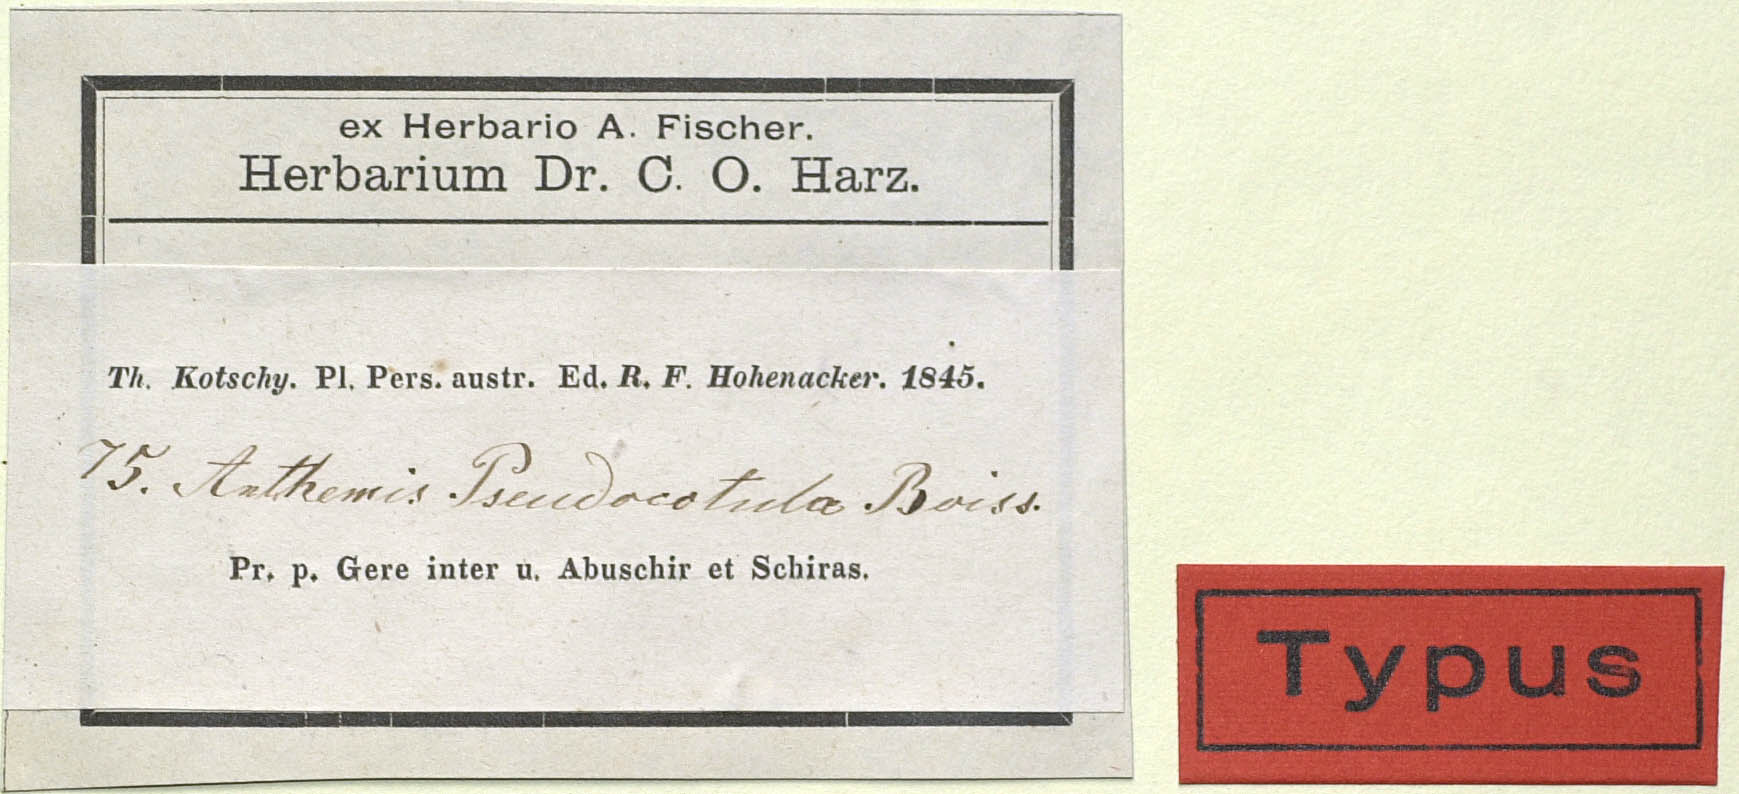 ex Herbario A. Fischer.
Herbarium Dr. C. O. Harz.
Th. Kotschy. Pl. Pers. austr. Ed. R. F. Hohenacker. 1845.
75. Anthemis Pseudocotula Boiss.
Pr. p. Gere inter u. Abuschir et Schiras.
Typus